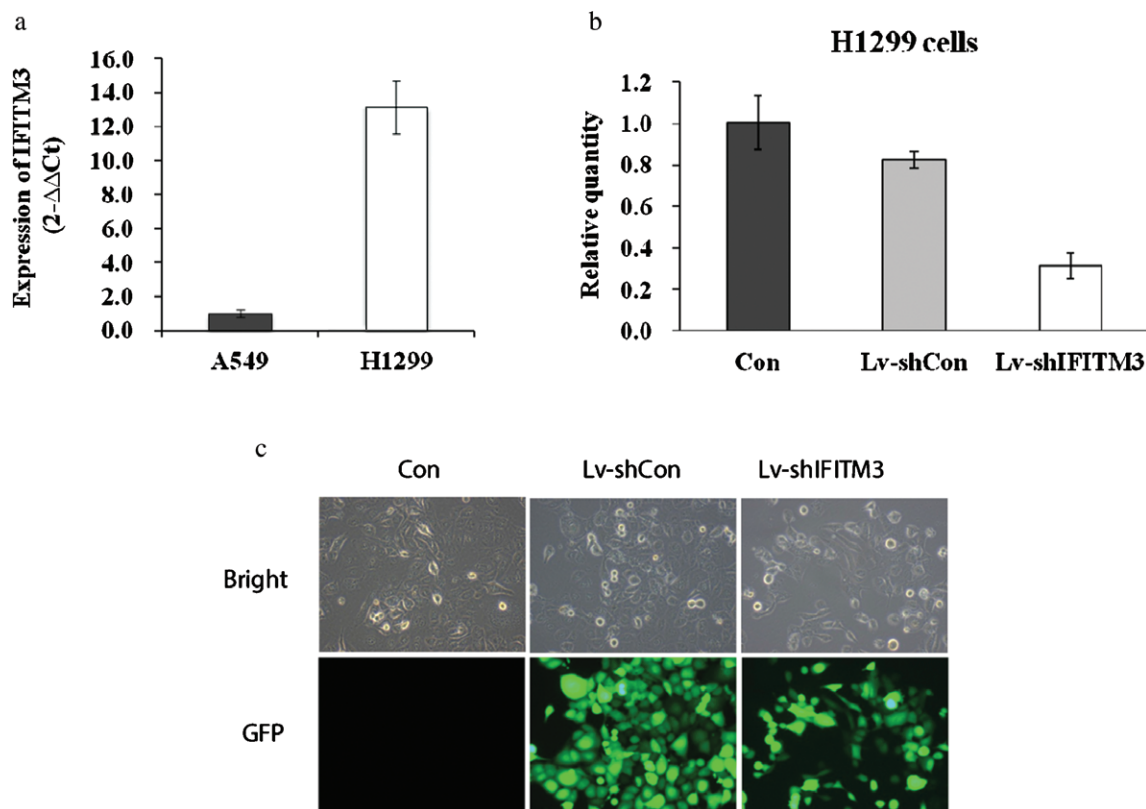 a
Expression of IFITM3
(2-ΔΔCt)
16.0
14.0
12.0
10.0
8.0
6.0
4.0
2.0
0.0
A549
H1299
b
H1299 cells
Relative quantity
1.2
1.0
0.8
0.6
0.4
0.2
0.0
Con
Lv-shCon
Lv-shIFITM3
c
Con
Lv-shCon
Lv-shIFITM3
Bright
GFP